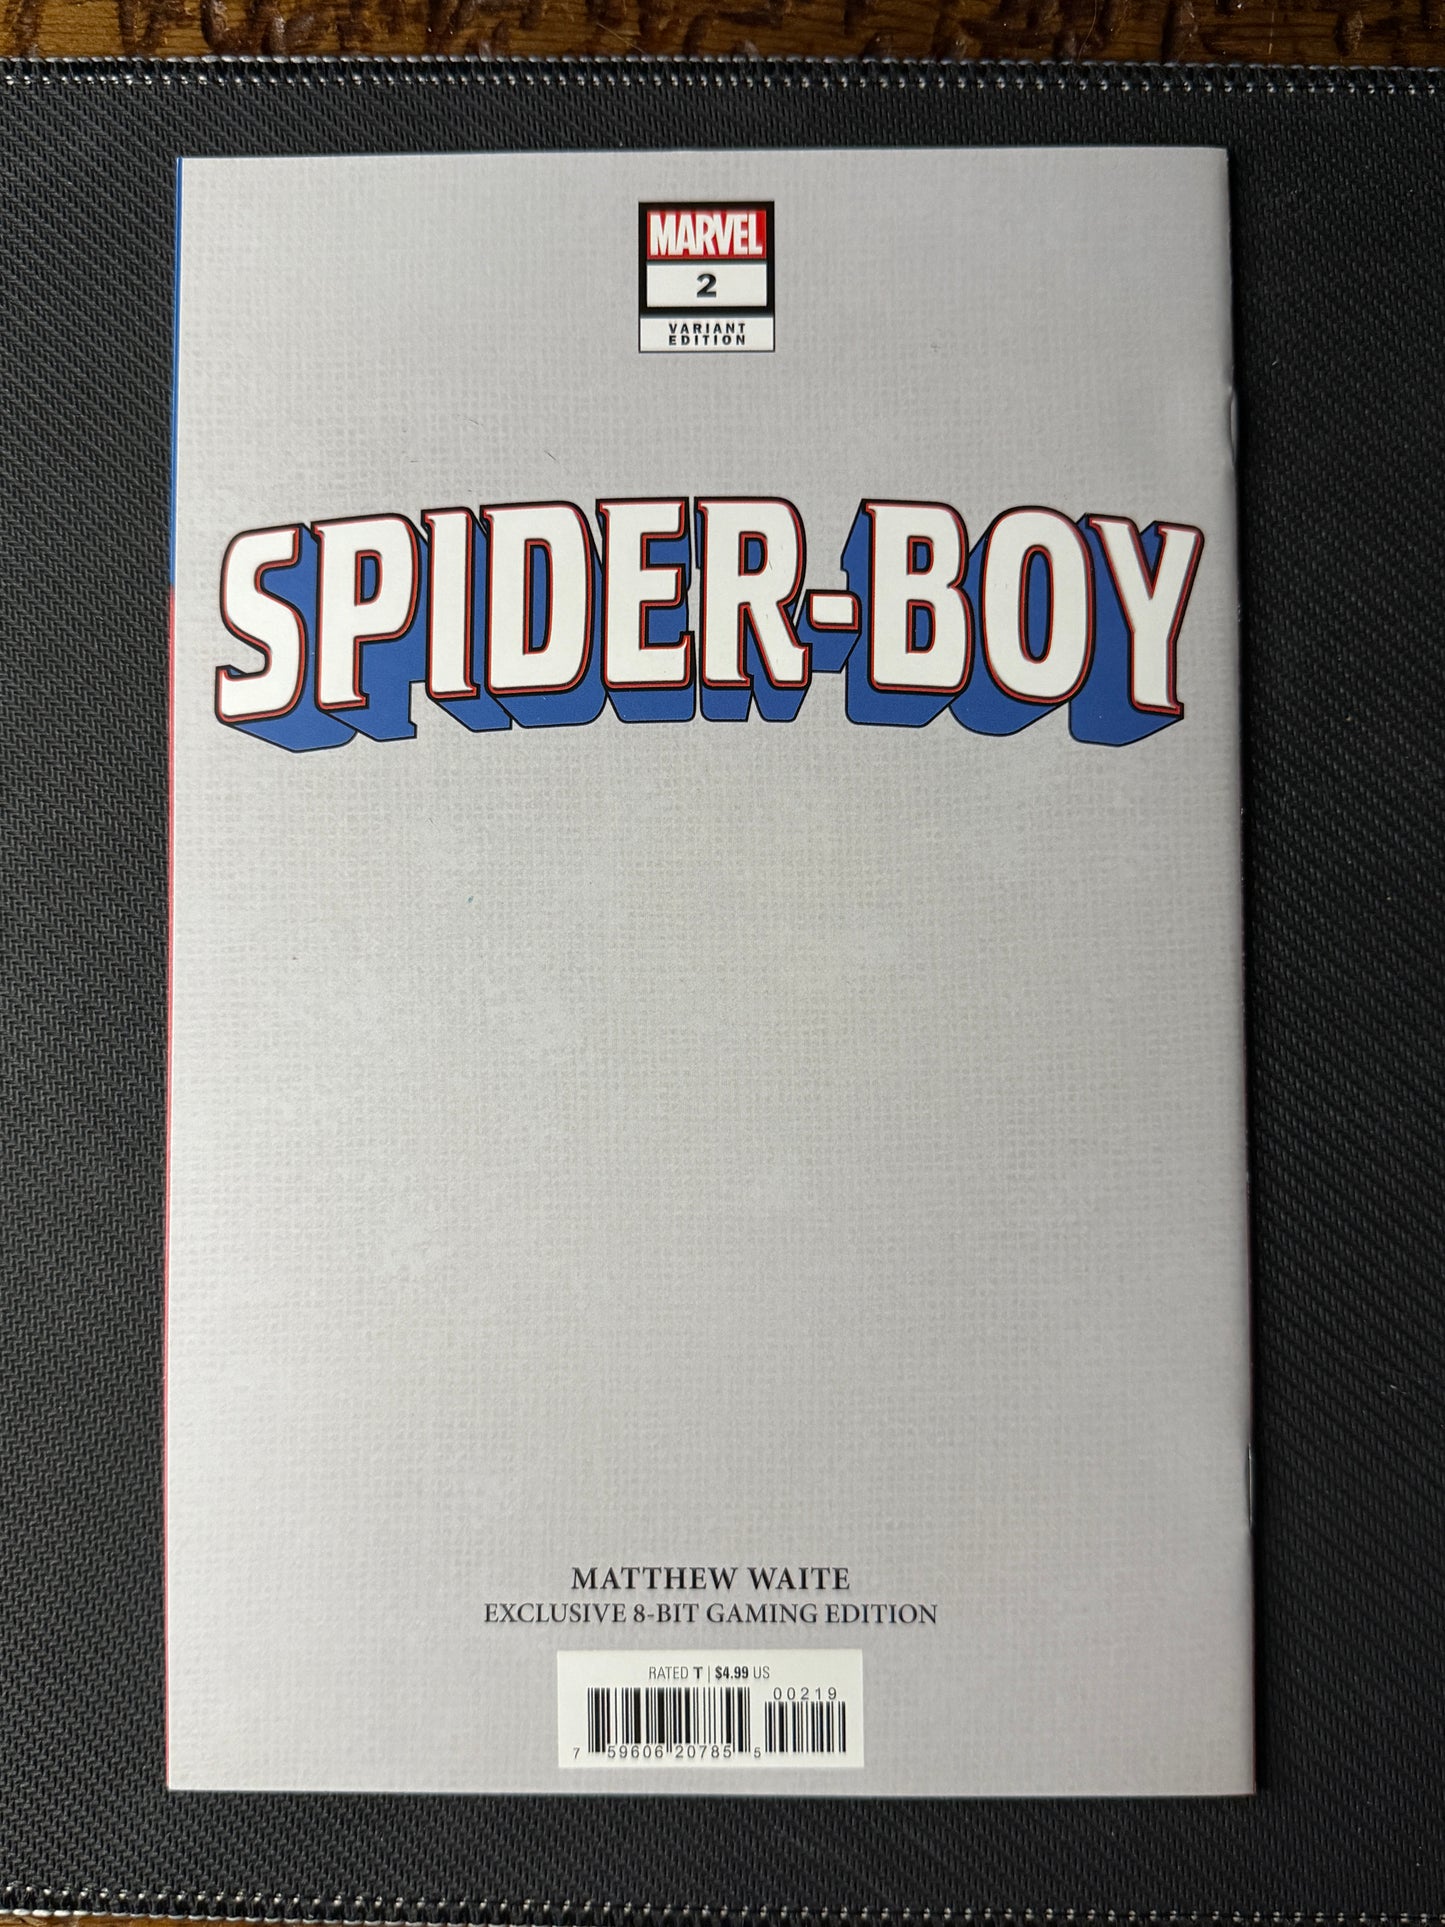 MARVEL
2
VARIANT
EDITION
SPIDER-BOY
MATTHEW WAITE
EXCLUSIVE 8-BIT GAMING EDITION
RATED T | $4.99 US
00219
7 59606 20785 5